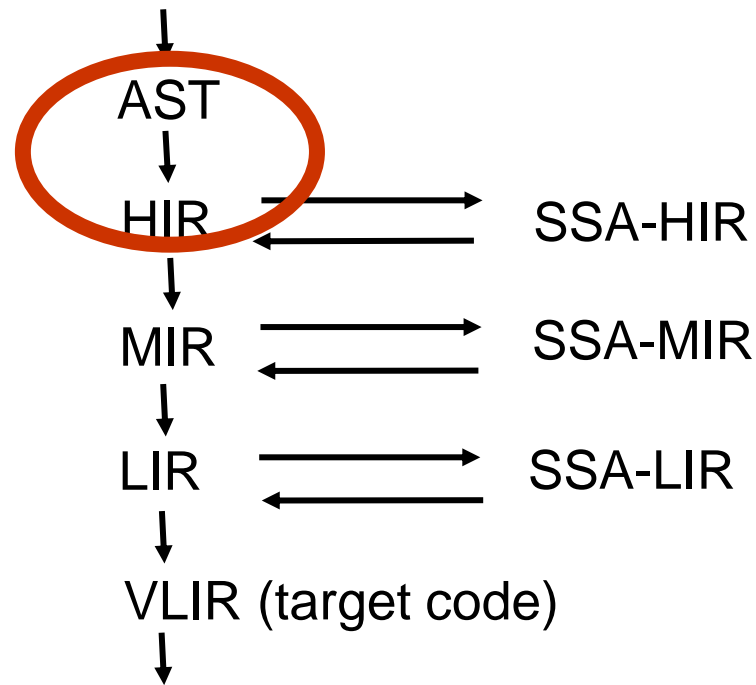 AST
HIR
SSA-HIR
MIR
SSA-MIR
LIR
SSA-LIR
VLIR (target code)